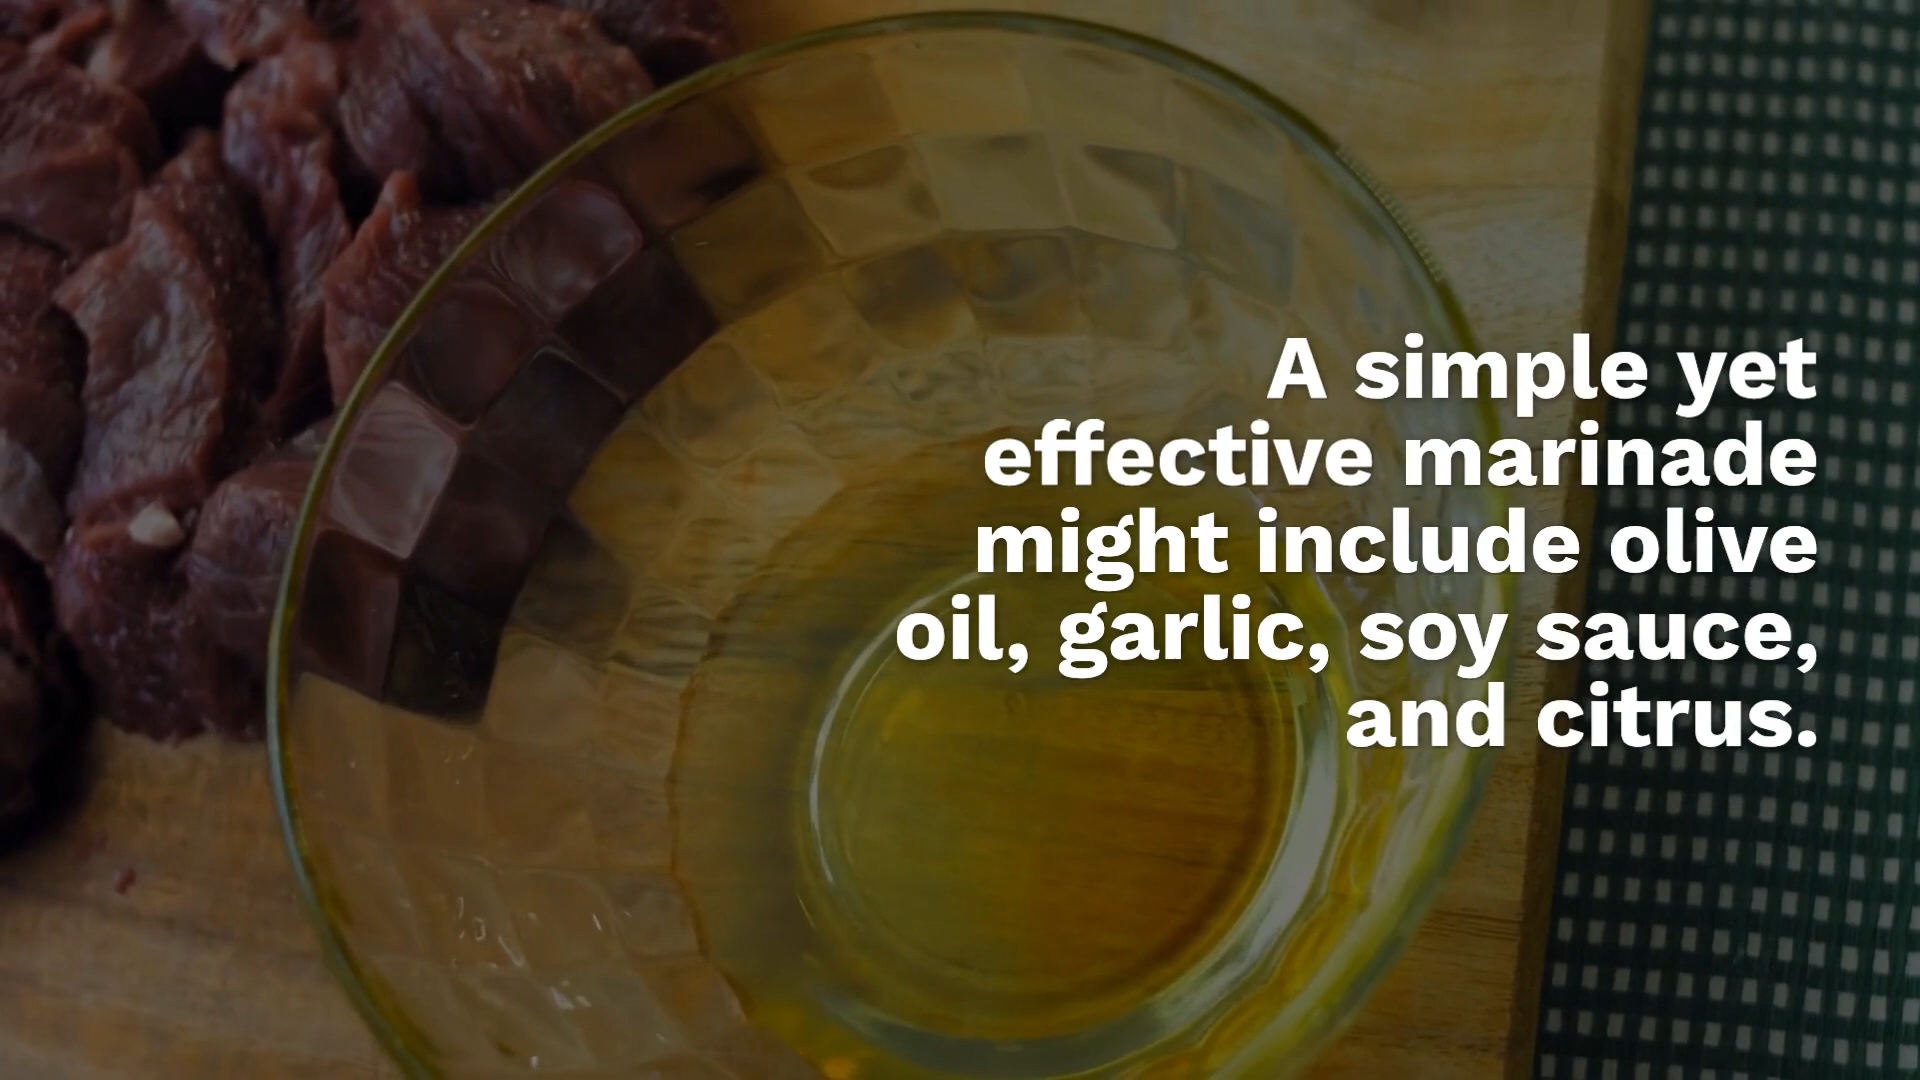 A simple yet
effective marinade
might include olive
oil, garlic, soy sauce,
and citrus.